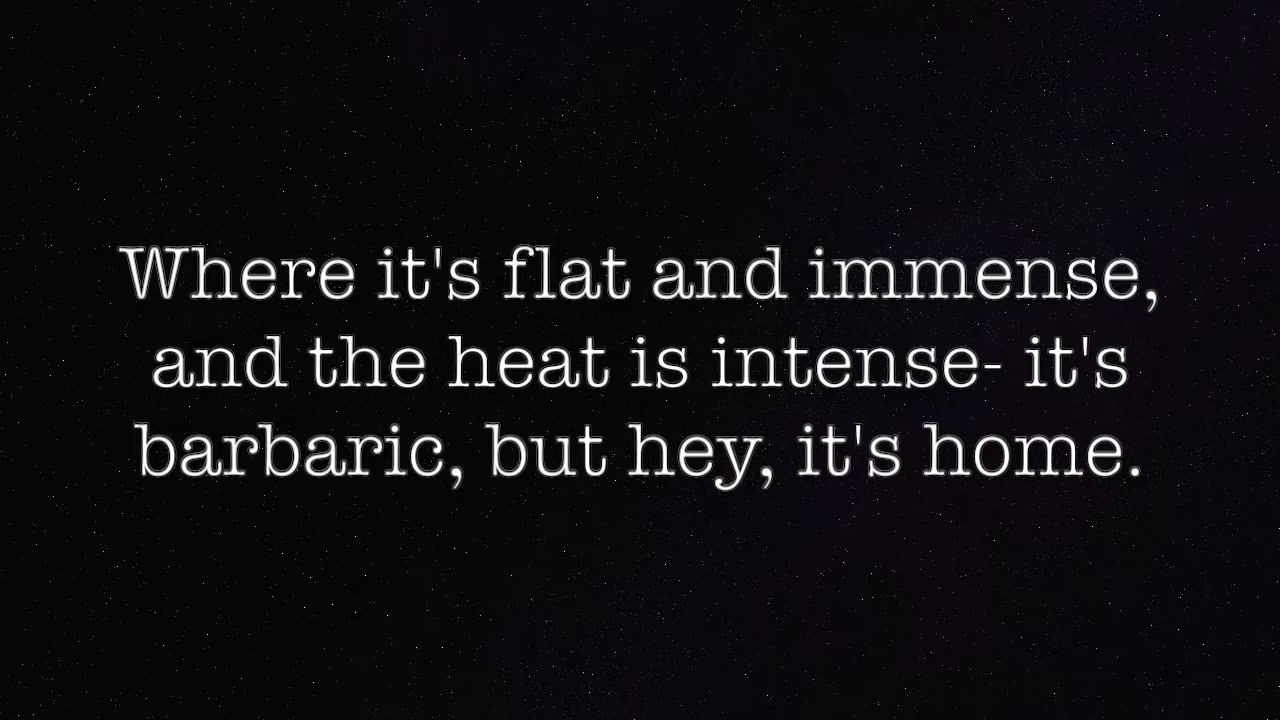 Where it's flat and immense,
and the heat is intense- it's
barbaric, but hey, it's home.